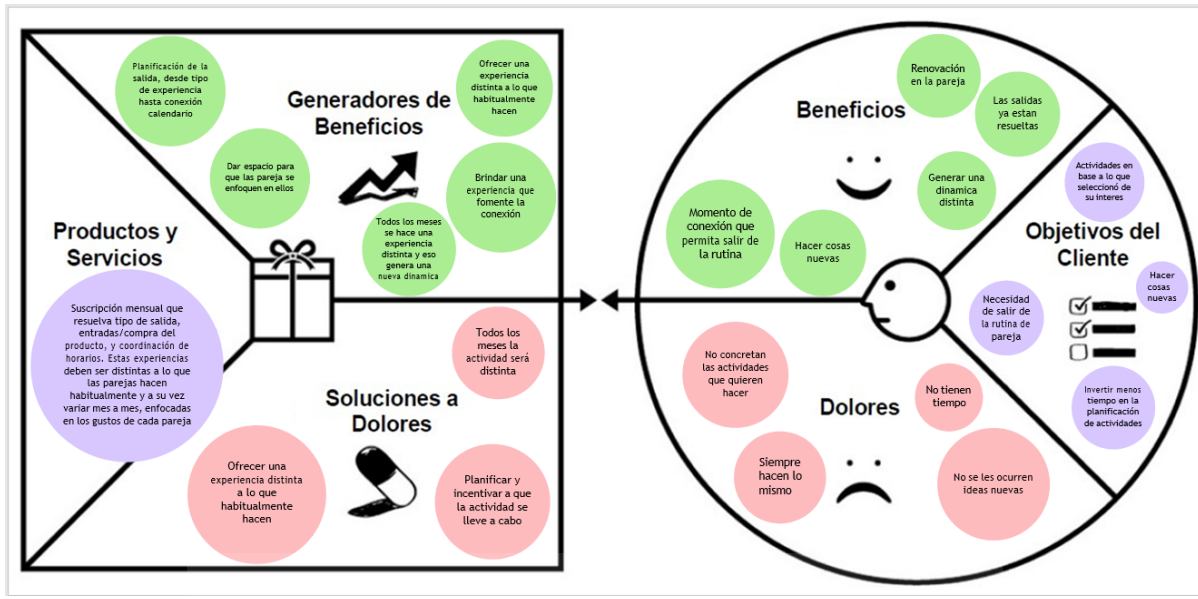 Planificación de la
salida, desde tipo
de experiencia
hasta conexión
calendario
Generadores de
Beneficios
Ofrecer una
experiencia
distinta a lo que
habitualmente
hacen
Dar espacio para
que las pareja se
enfoquen en ellos
Brindar una
experiencia que
fomente la
conexión
Todos los meses
se hace una
experiencia
distinta y eso
genera una
nueva dinamica
Productos y
Servicios
Suscripción mensual que
resuelva tipo de salida,
entradas/compra del
producto, y coordinación de
horarios. Estas experiencias
deben ser distintas a lo que
las parejas hacen
habitualmente y a su vez
variar mes a mes, enfocadas
en los gustos de cada pareja
Todos los
meses la
actividad será
distinta
Soluciones a
Dolores
Ofrecer una
experiencia distinta
a lo que
habitualmente
hacen
Planificar y
incentivar a que
la actividad se
lleve a cabo
Beneficios
Renovación
en la pareja
Las salidas
ya estan
resueltas
Generar una
dinamica
distinta
Momento de
conexión que
permita salir de
la rutina
Hacer cosas
nuevas
Actividades en
base a lo que
seleccionó de
su interes
Objetivos del
Cliente
Hacer
cosas
nuevas
Necesidad
de salir de
la rutina de
pareja
Invertir menos
tiempo en la
planificación
de actividades
No concretan
las actividades
que quieren
hacer
Dolores
No tienen
tiempo
Siempre
hacen lo
mismo
No se les ocurren
ideas nuevas